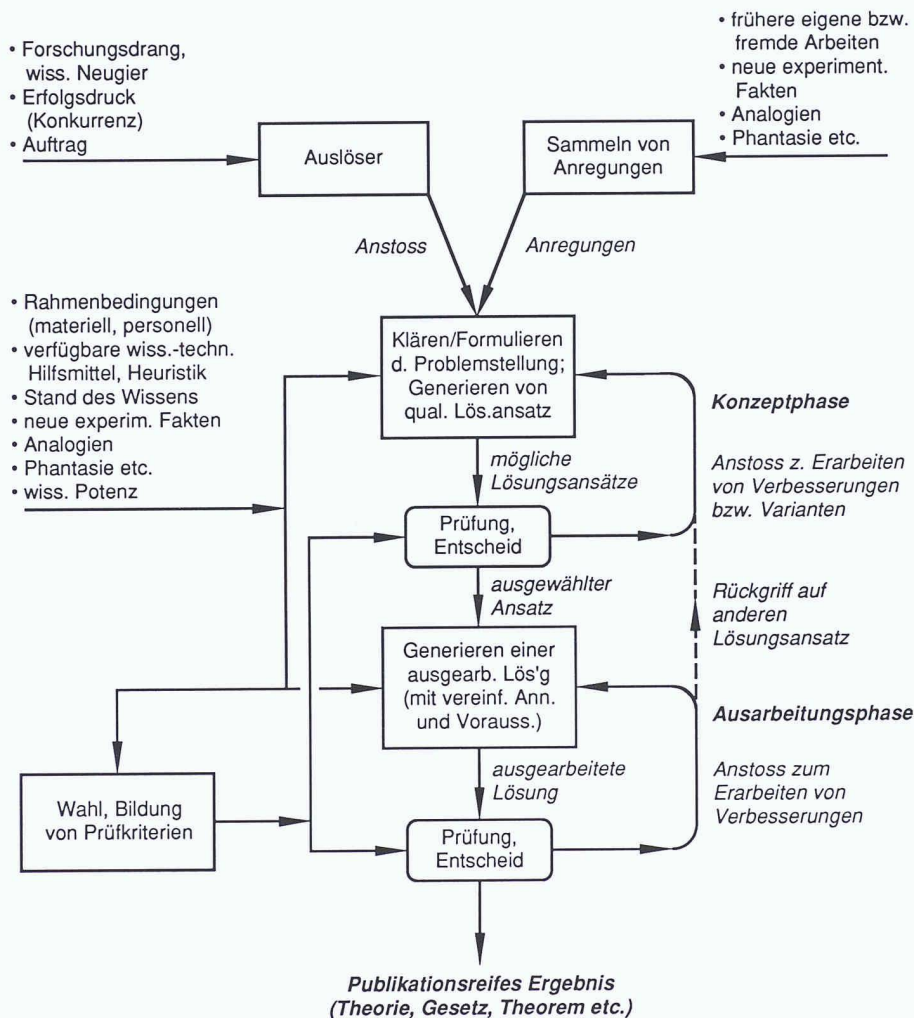 • Forschungsdrang,
wiss. Neugier
• Erfolgsdruck
(Konkurrenz)
• Auftrag
• frühere eigene bzw.
fremde Arbeiten
• neue experiment.
Fakten
• Analogien
• Phantasie etc.
Auslöser
Sammeln von
Anregungen
Anstoss
Anregungen
• Rahmenbedingungen
(materiell, personell)
• verfügbare wiss.-techn.
Hilfsmittel, Heuristik
• Stand des Wissens
• neue experim. Fakten
• Analogien
• Phantasie etc.
• wiss. Potenz
Klären/Formulieren
d. Problemstellung;
Generieren von
qual. Lös.ansatz
Konzeptphase
mögliche
Lösungsansätze
Anstoss z. Erarbeiten
von Verbesserungen
bzw. Varianten
Prüfung,
Entscheid
ausgewählter
Ansatz
Rückgriff auf
anderen
Lösungsansatz
Generieren einer
ausgearb. Lös'g
(mit vereinf. Ann.
und Vorauss.)
Ausarbeitungsphase
ausgearbeitete
Lösung
Anstoss zum
Erarbeiten von
Verbesserungen
Wahl, Bildung
von Prüfkriterien
Prüfung,
Entscheid
Publikationsreifes Ergebnis
(Theorie, Gesetz, Theorem etc.)